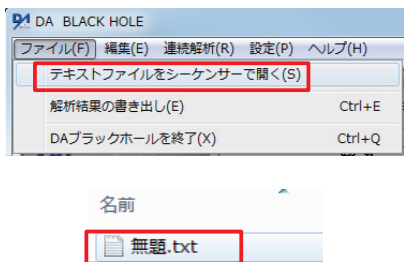 DA BLACK HOLE
ファイル(F) 編集(E) 連続解析(R) 設定(P) ヘルプ(H)
テキストファイルをシーケンサーで開く(S)
解析結果の書き出し(E) Ctrl+E
DAブラックホールを終了(X) Ctrl+Q
名前
無題.txt